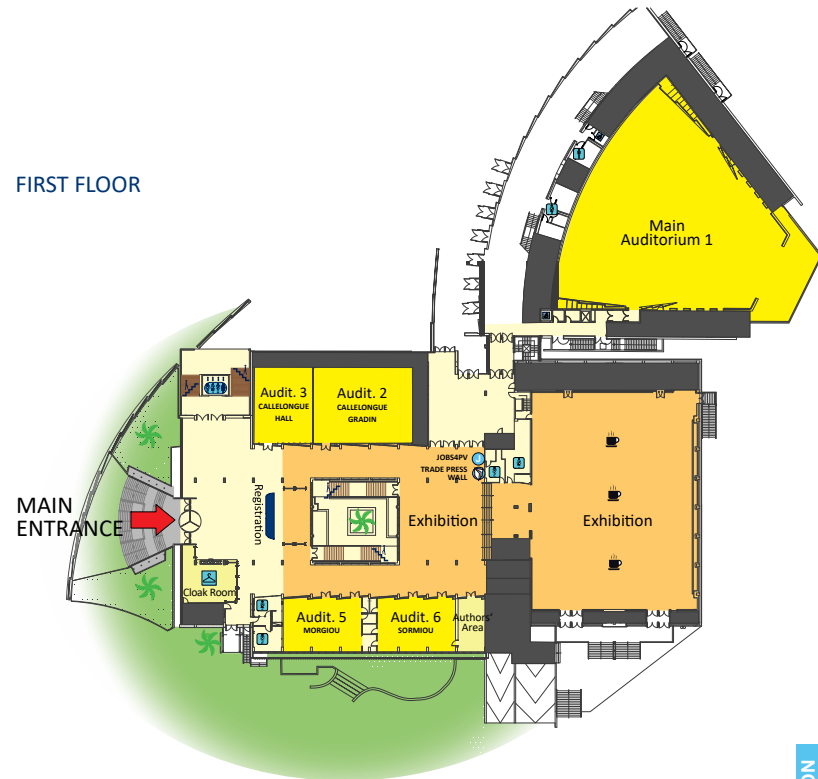 FIRST FLOOR
Main
Auditorium 1
Audit. 3
CALLELONGUE
HALL
Audit. 2
CALLELONGUE
GRADIN
JOBS4PV
TRADE PRESS
WALL
MAIN
ENTRANCE
Registration
Exhibition
Exhibition
Cloak Room
Audit. 5
MORGIOU
Audit. 6
SORMIOU
Authors'
Area
ON